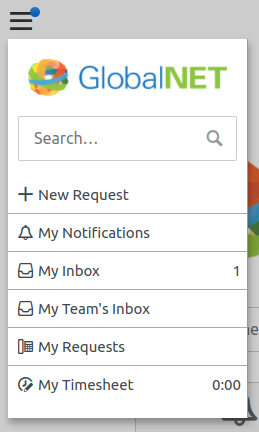 GlobalNET
Search...
New Request
My Notifications
My Inbox 1
My Team's Inbox
My Requests
My Timesheet 0:00